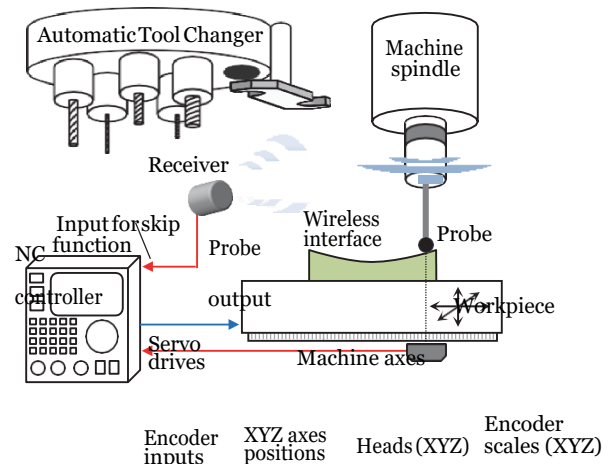 Automatic Tool Changer
Machine
spindle
Receiver
Input for skip
function
Probe
Wireless
interface
Probe
NC
controller
output
Workpiece
Servo
drives
Machine axes
Encoder
inputs
XYZ axes
positions
Heads (XYZ)
Encoder
scales (XYZ)